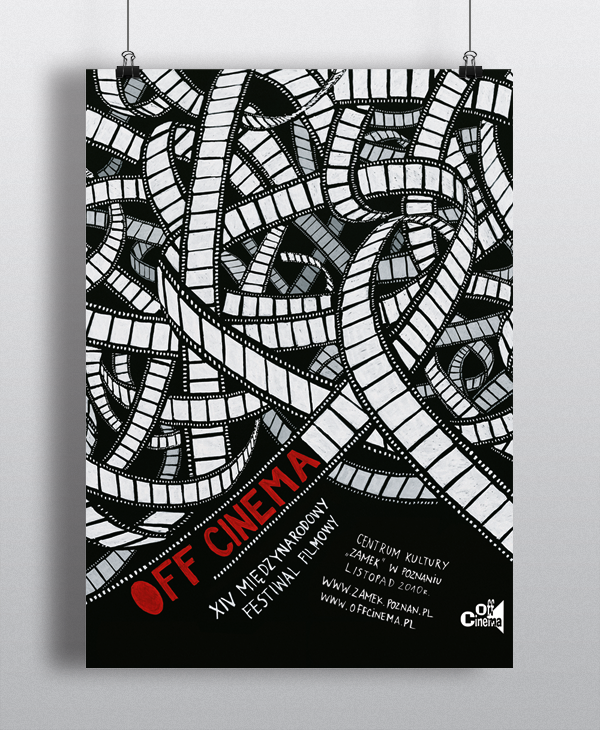 OFF CINEMA
XIV MIĘDZYNARODOWY
FESTIWAL FILMOWY
CENTRUM KULTURY
„ZAMEK” W POZNANIU
LISTOPAD 2010R.
WWW.ZAMEK.POZNAN.PL
WWW.OFFCINEMA.PL
Off
Cinema